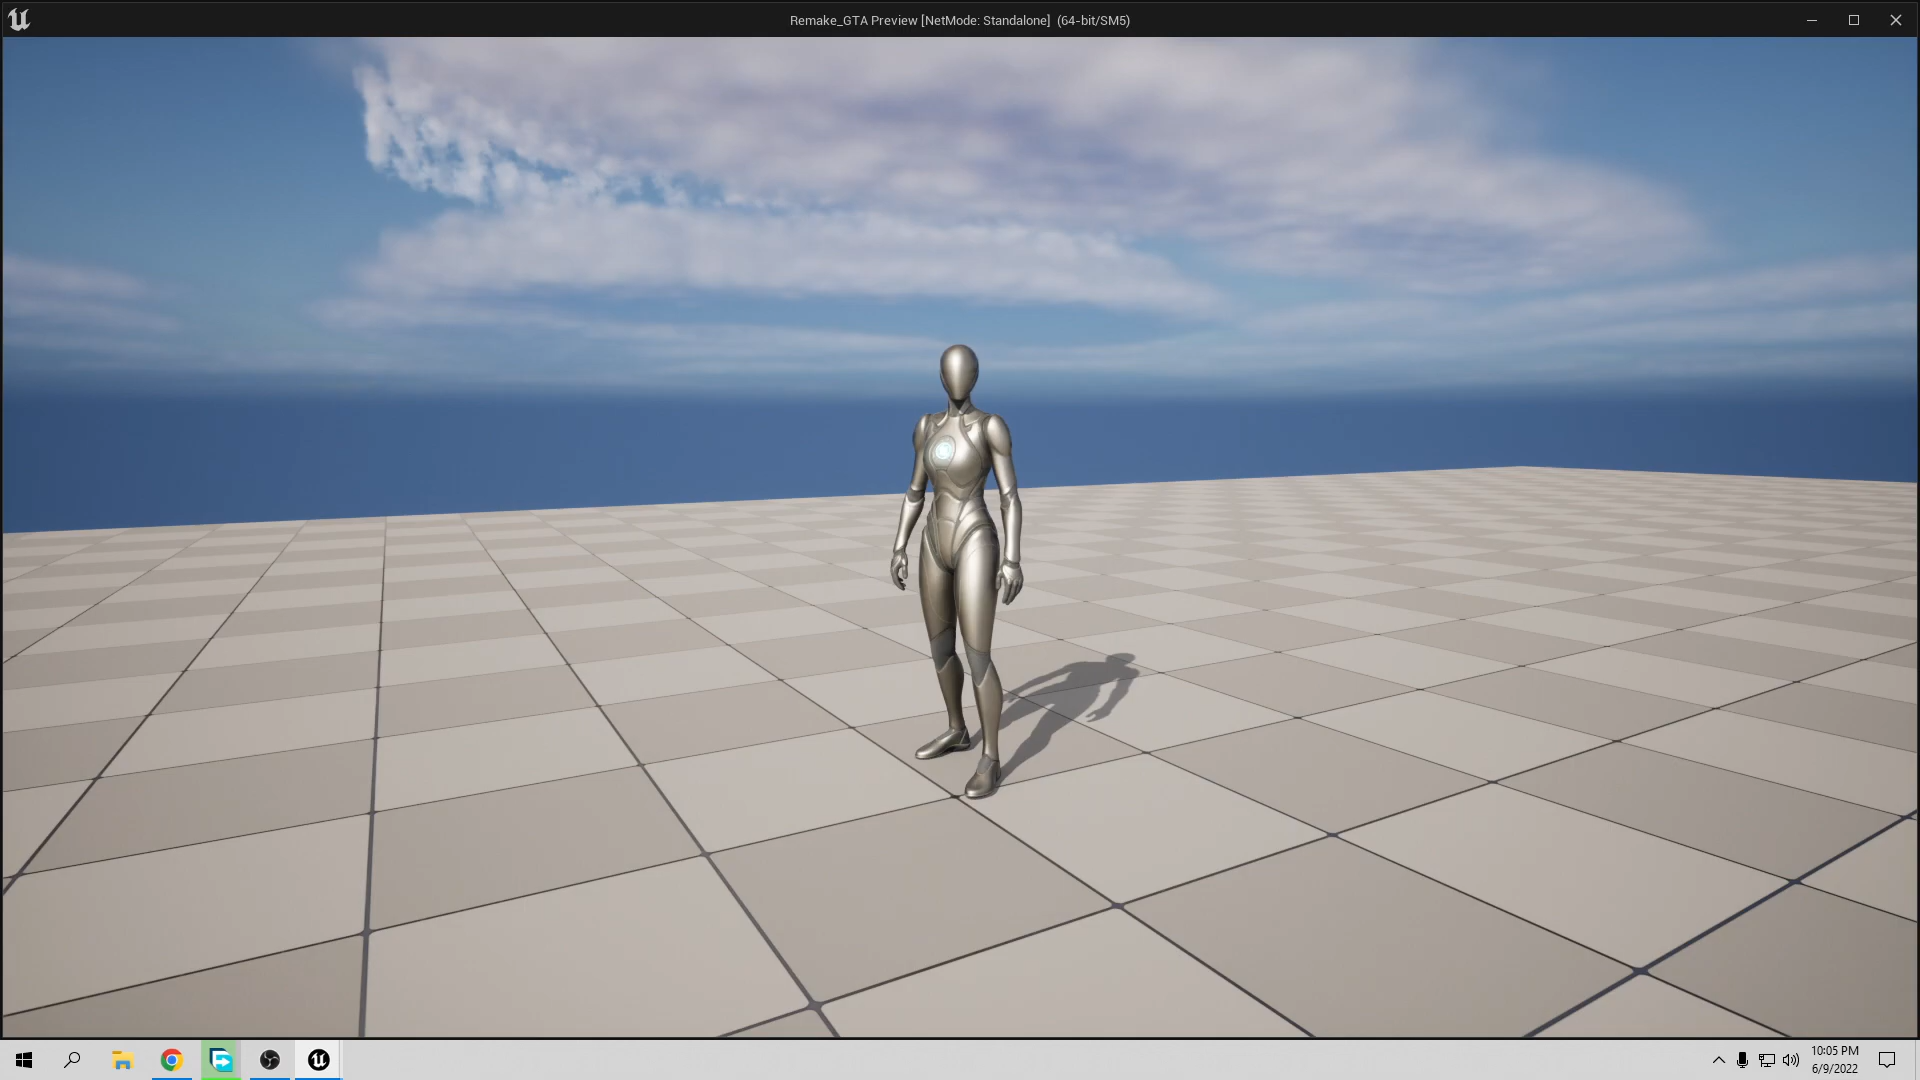 Remake_GTA Preview [NetMode: Standalone] (64-bit/SM5)
10:05 PM
6/9/2022